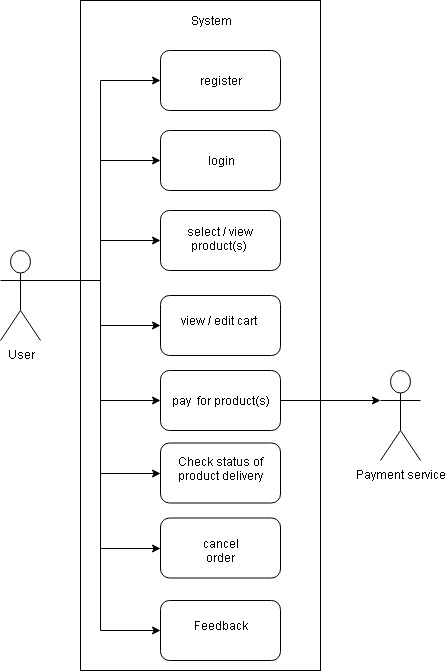 System
register
login
select / view
product(s)
view / edit cart
User
pay for product(s)
Check status of
product delivery
Payment service
cancel
order
Feedback